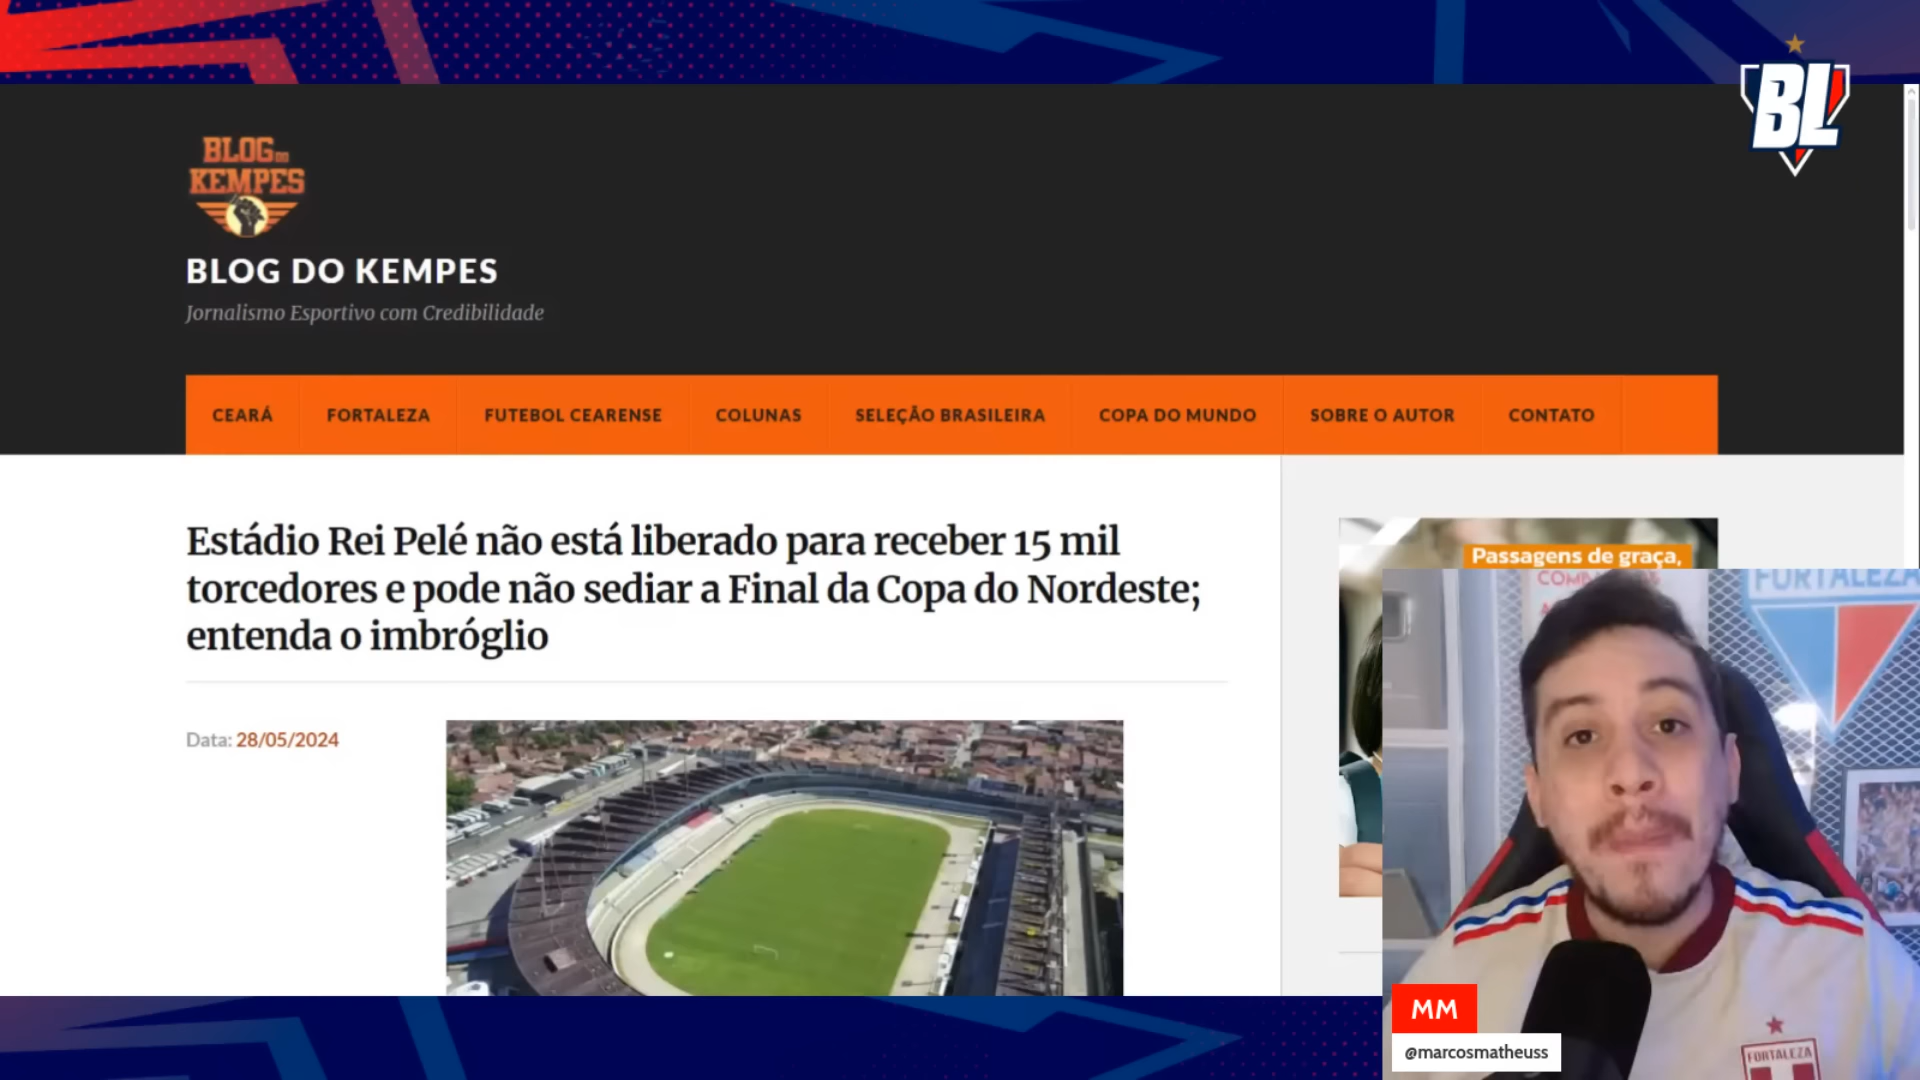 BL
BLOG DO
KEMPES
BLOG DO KEMPES
Jornalismo Esportivo com Credibilidade
CEARÁ
FORTALEZA
FUTEBOL CEARENSE
COLUNAS
SELEÇÃO BRASILEIRA
COPA DO MUNDO
SOBRE O AUTOR
CONTATO
Estádio Rei Pelé não está liberado para receber 15 mil
torcedores e pode não sediar a Final da Copa do Nordeste;
entenda o imbróglio
Data: 28/05/2024
Passagens de graça,
FORTALEZA
FORTALEZA
MM
@marcosmatheuss